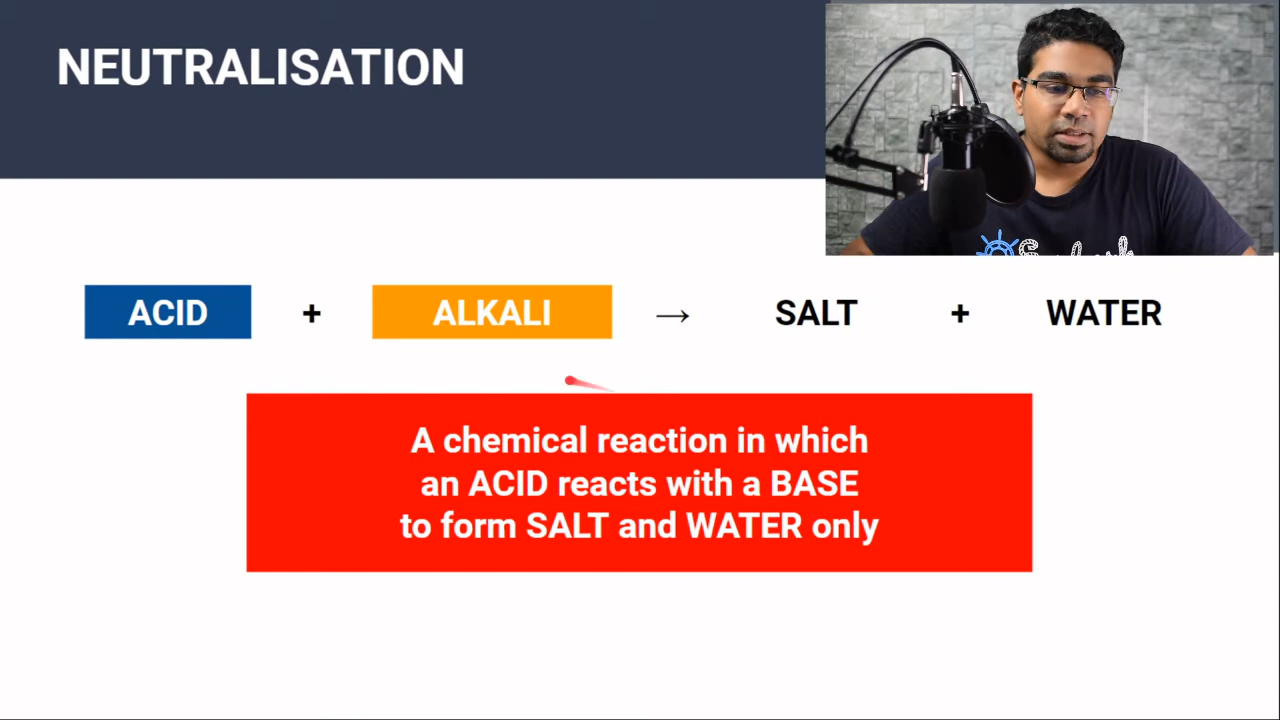 NEUTRALISATION
ACID + ALKALI → SALT + WATER
A chemical reaction in which
an ACID reacts with a BASE
to form SALT and WATER only